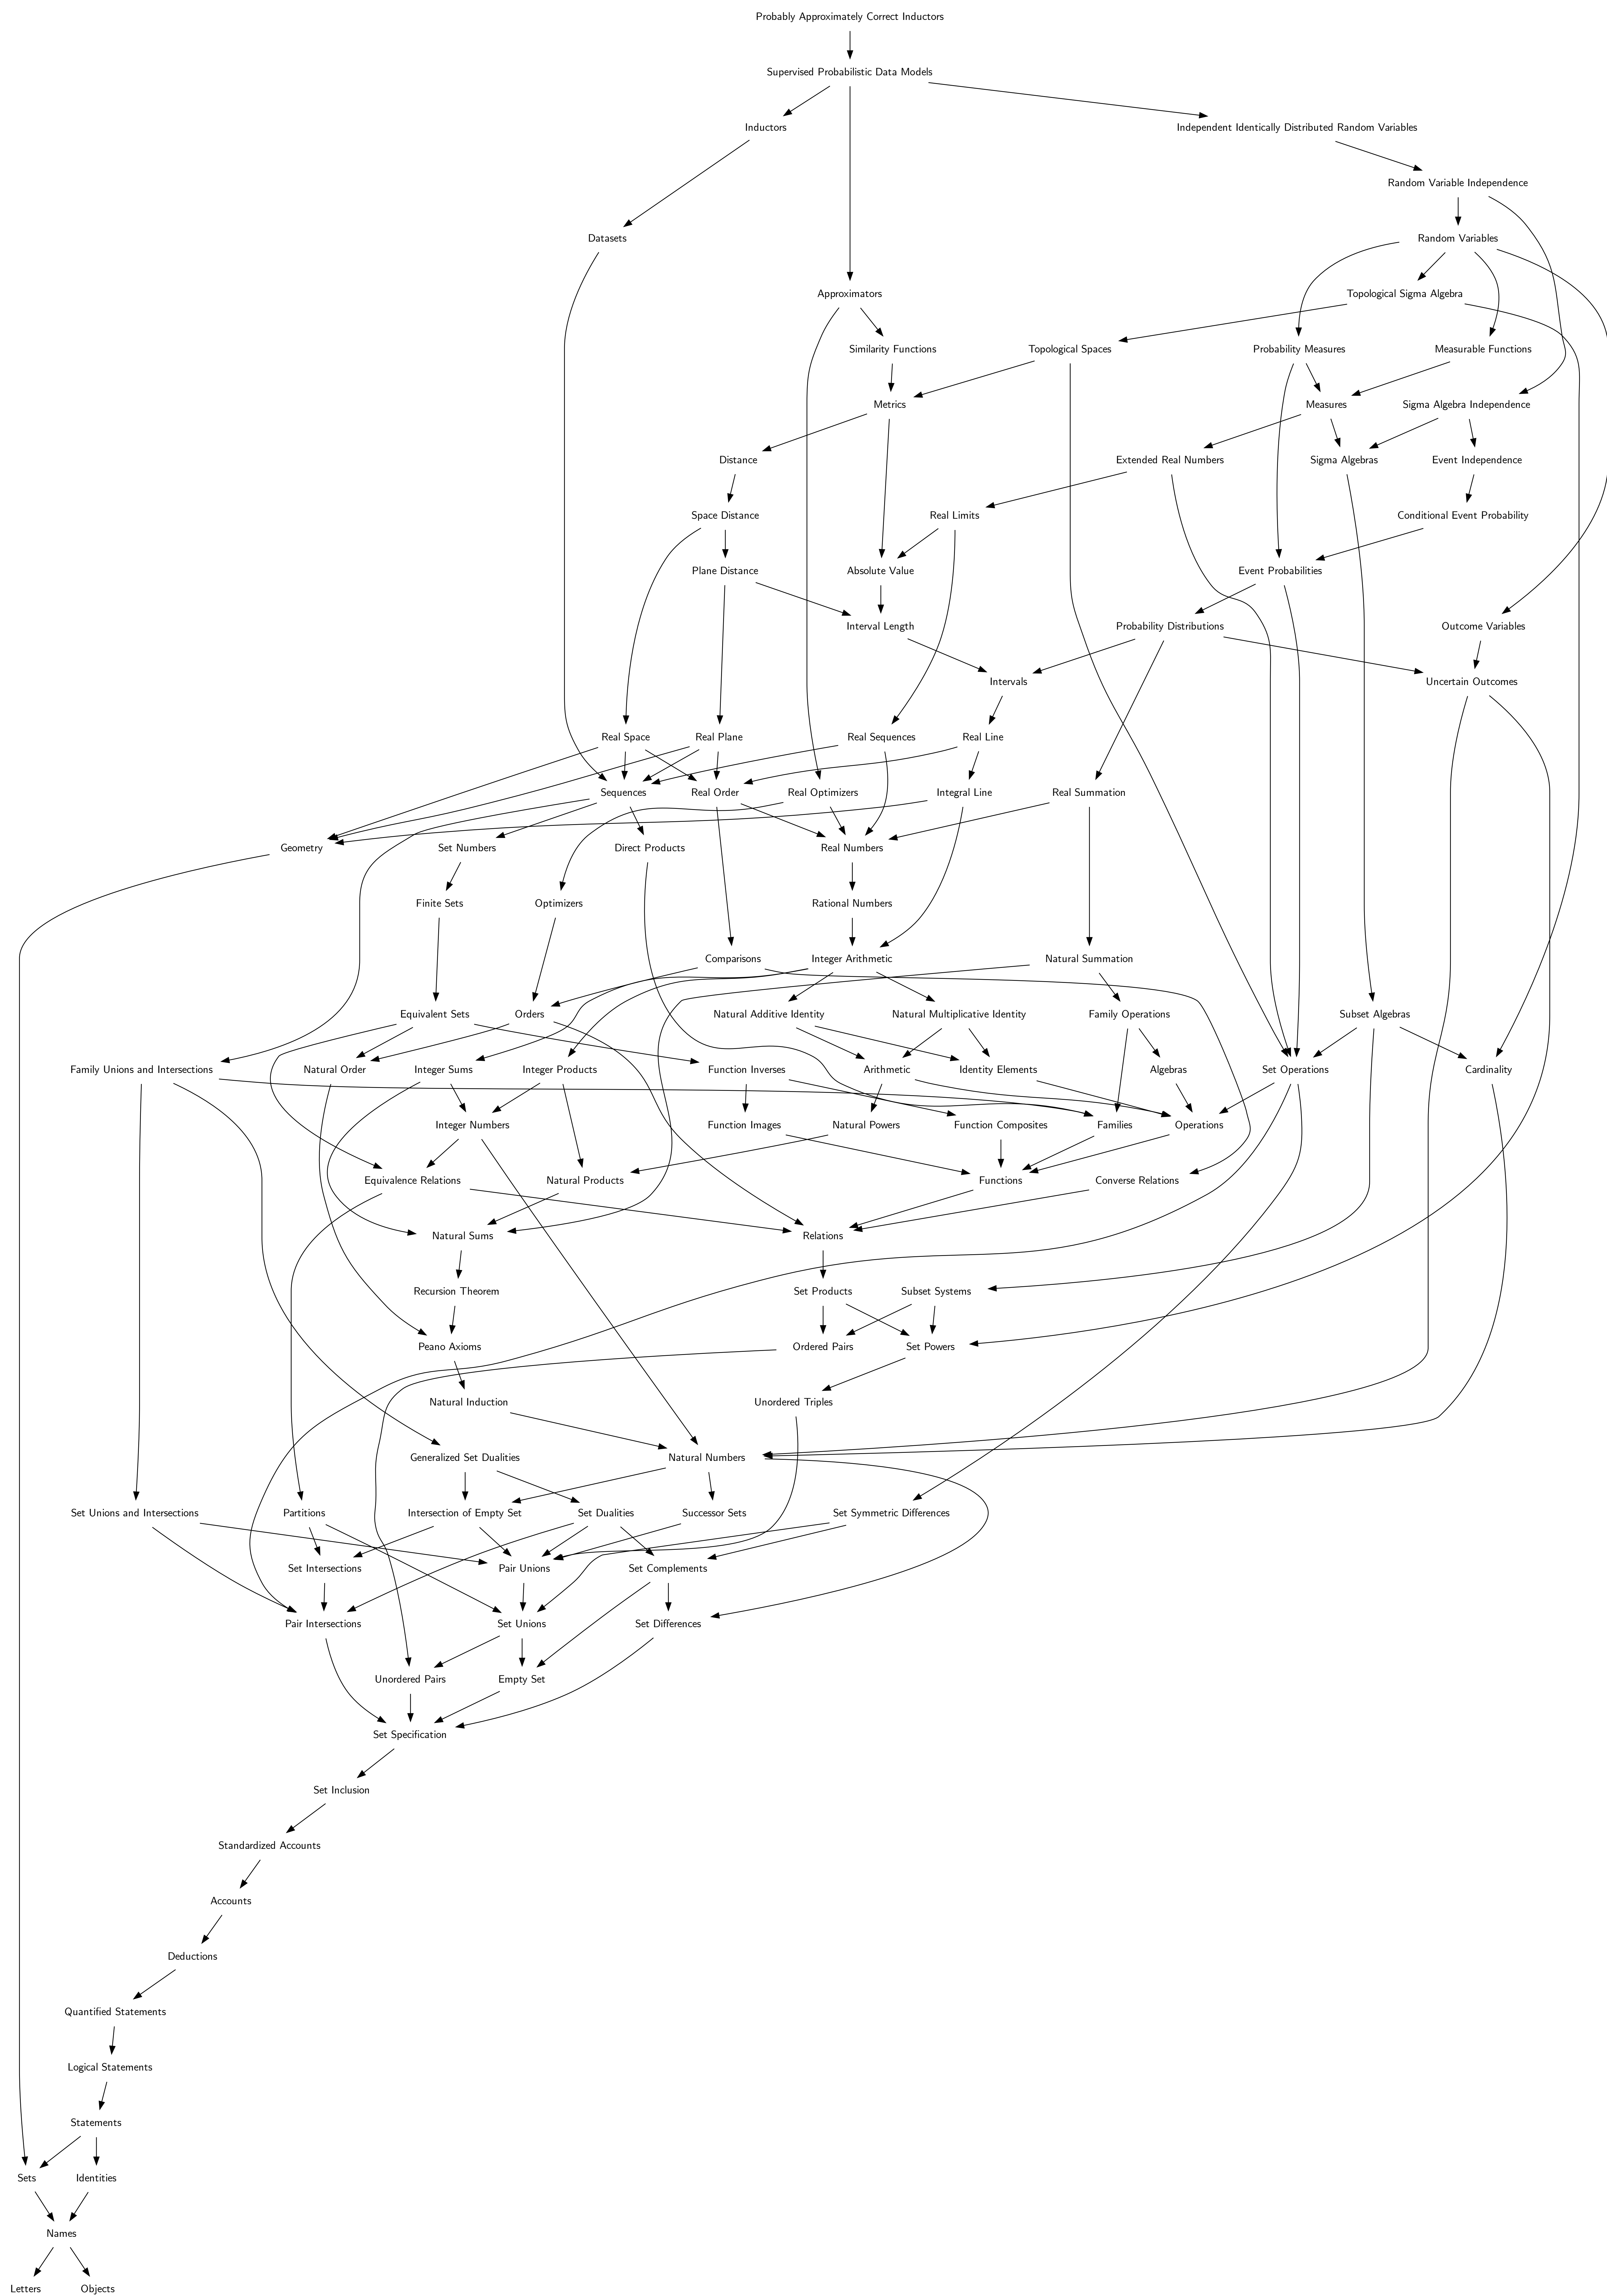 Probably Approximately Correct Inductors
Supervised Probabilistic Data Models
Inductors
Independent Identically Distributed Random Variables
Random Variable Independence
Datasets
Random Variables
Approximators
Topological Sigma Algebra
Similarity Functions
Topological Spaces
Probability Measures
Measurable Functions
Metrics
Measures
Sigma Algebra Independence
Distance
Extended Real Numbers
Sigma Algebras
Event Independence
Space Distance
Real Limits
Conditional Event Probability
Plane Distance
Absolute Value
Event Probabilities
Interval Length
Probability Distributions
Outcome Variables
Intervals
Uncertain Outcomes
Real Space
Real Plane
Real Sequences
Real Line
Sequences
Real Order
Real Optimizers
Integral Line
Real Summation
Geometry
Set Numbers
Direct Products
Real Numbers
Finite Sets
Optimizers
Rational Numbers
Comparisons
Integer Arithmetic
Natural Summation
Equivalent Sets
Orders
Natural Additive Identity
Natural Multiplicative Identity
Family Operations
Subset Algebras
Family Unions and Intersections
Natural Order
Integer Sums
Integer Products
Function Inverses
Arithmetic
Identity Elements
Algebras
Set Operations
Cardinality
Integer Numbers
Function Images
Natural Powers
Function Composites
Families
Operations
Equivalence Relations
Natural Products
Functions
Converse Relations
Natural Sums
Relations
Recursion Theorem
Set Products
Subset Systems
Peano Axioms
Ordered Pairs
Set Powers
Natural Induction
Unordered Triples
Generalized Set Dualities
Natural Numbers
Set Unions and Intersections
Partitions
Intersection of Empty Set
Set Dualities
Successor Sets
Set Symmetric Differences
Set Intersections
Pair Unions
Set Complements
Pair Intersections
Set Unions
Set Differences
Unordered Pairs
Empty Set
Set Specification
Set Inclusion
Standardized Accounts
Accounts
Deductions
Quantified Statements
Logical Statements
Statements
Sets
Identities
Names
Letters
Objects